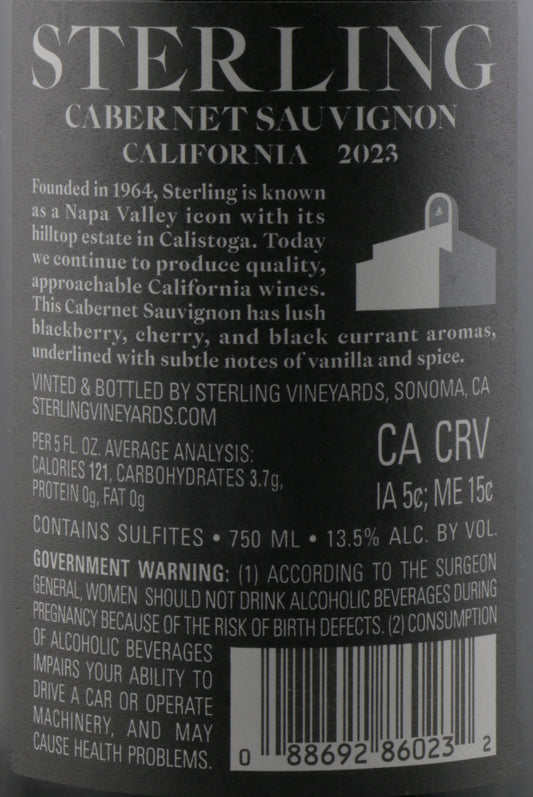 STERLING
CABERNET SAUVIGNON
CALIFORNIA 2023
Founded in 1964, Sterling is known
as a Napa Valley icon with its
hilltop estate in Calistoga. Today
we continue to produce quality,
approachable California wines.
This Cabernet Sauvignon has lush
blackberry, cherry, and black currant aromas,
underlined with subtle notes of vanilla and spice.
VINTED & BOTTLED BY STERLING VINEYARDS, SONOMA, CA
STERLINGVINEYARDS.COM
PER 5 FL. OZ. AVERAGE ANALYSIS:
CALORIES 121, CARBOHYDRATES 3.7g,
PROTEIN 0g, FAT 0g
CA CRV
IA 5¢; ME 15¢
CONTAINS SULFITES • 750 ML • 13.5% ALC. BY VOL.
GOVERNMENT WARNING: (1) ACCORDING TO THE SURGEON
GENERAL, WOMEN SHOULD NOT DRINK ALCOHOLIC BEVERAGES DURING
PREGNANCY BECAUSE OF THE RISK OF BIRTH DEFECTS. (2) CONSUMPTION
OF ALCOHOLIC BEVERAGES
IMPAIRS YOUR ABILITY TO
DRIVE A CAR OR OPERATE
MACHINERY, AND MAY
CAUSE HEALTH PROBLEMS.
0 88692 86023 2